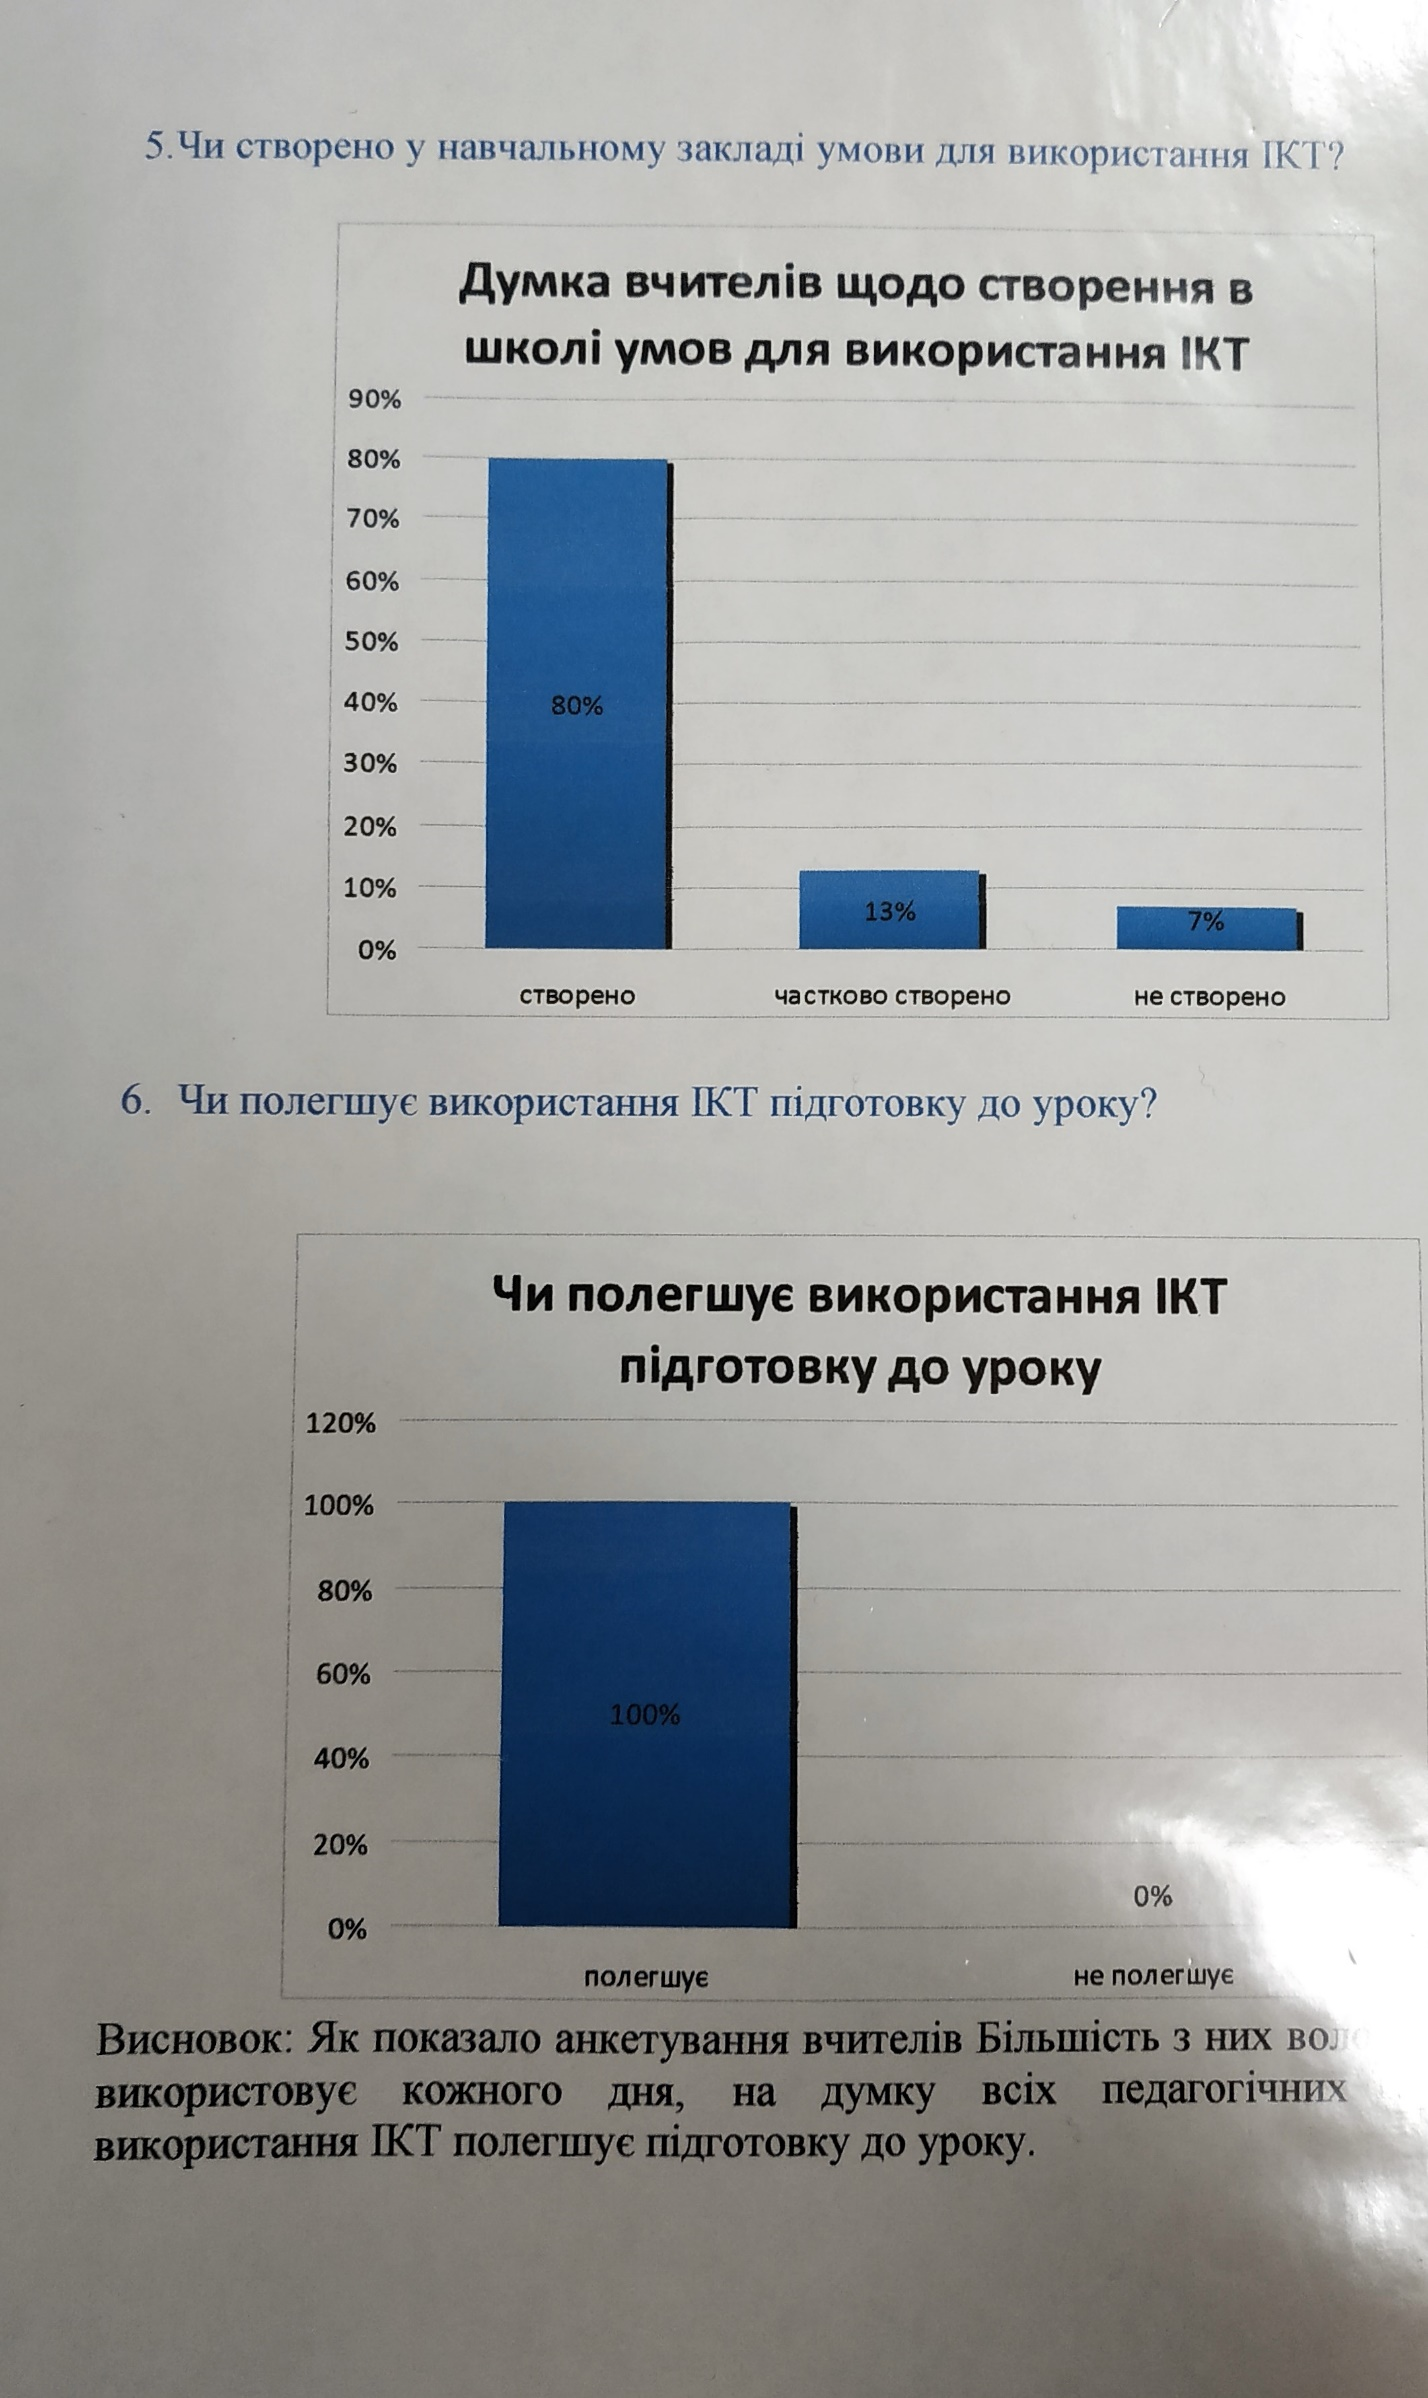 5.Чи створено у навчальному закладі умови для використання ІКТ?
Думка вчителів щодо створення в
школі умов для використання ІКТ
90%
80%
70%
60%
50%
40%
30%
20%
10%
0%
80%
13%
7%
створено частково створено не створено
6. Чи полегшує використання ІКТ підготовку до уроку?
Чи полегшує використання ІКТ
підготовку до уроку
120%
100%
80%
60%
40%
20%
0%
100%
0%
полегшує не полегшує
Висновок: Як показало анкетування вчителів Більшість з них
використовує кожного дня, на думку всіх педагогічних
використання ІКТ полегшує підготовку до уроку.